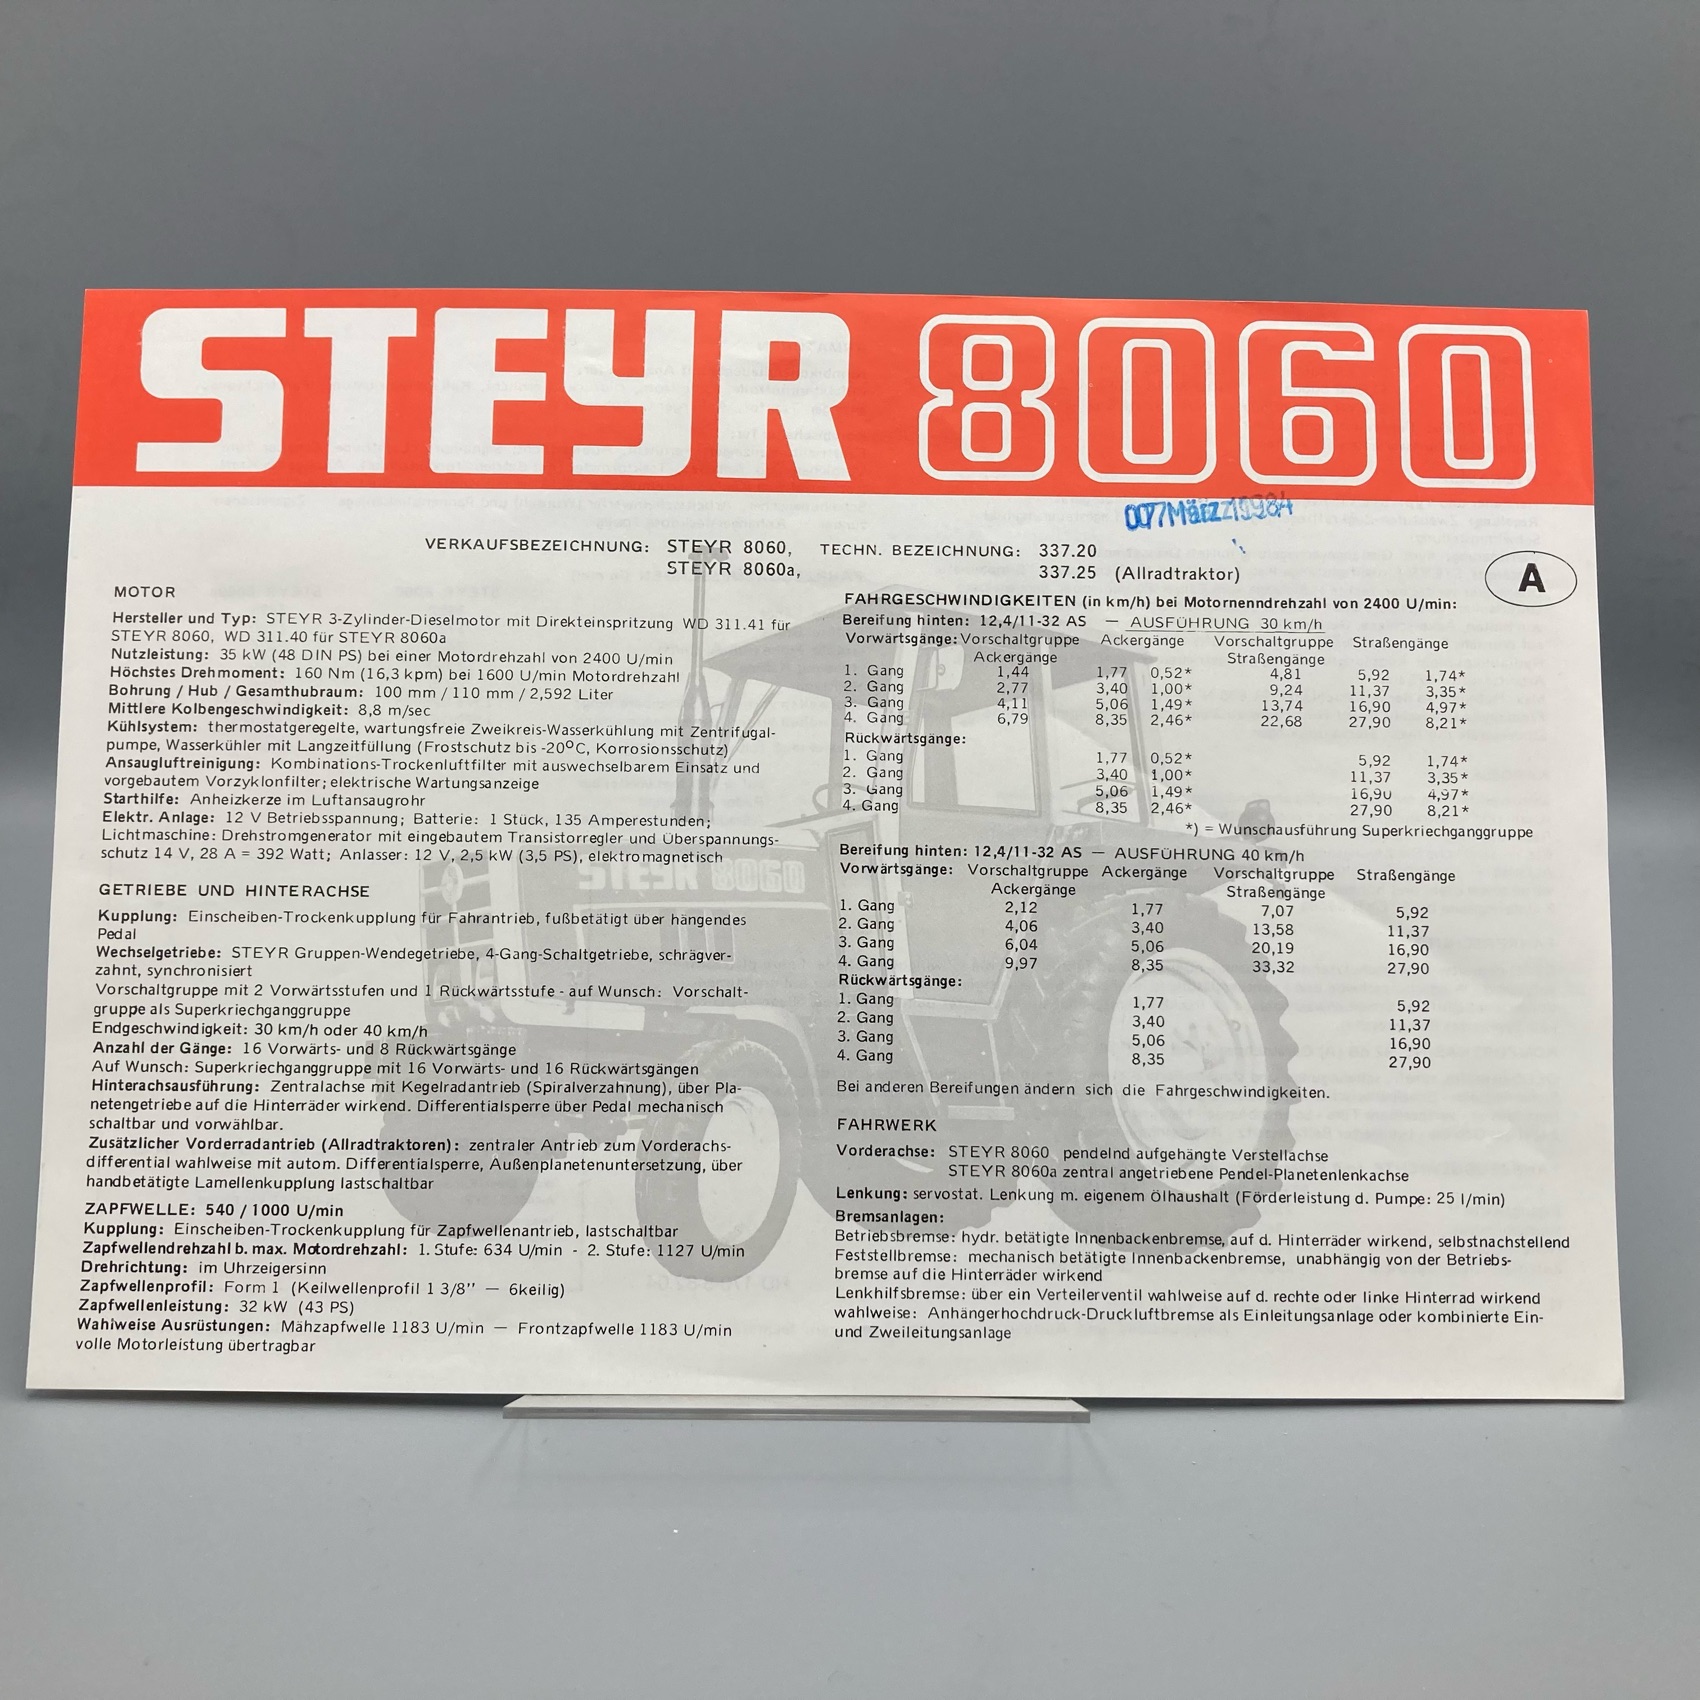 STEYR 8060
007März1984
VERKAUFSBEZEICHNUNG: STEYR 8060, TECHN. BEZEICHNUNG: 337.20
STEYR 8060a, 337.25 (Allradtraktor)
A
MOTOR
Hersteller und Typ: STEYR 3-Zylinder-Dieselmotor mit Direkteinspritzung WD 311.41 für
STEYR 8060, WD 311.40 für STEYR 8060a
Nutzleistung: 35 kW (48 DIN PS) bei einer Motordrehzahl von 2400 U/min
Höchstes Drehmoment: 160 Nm (16,3 kpm) bei 1600 U/min Motordrehzahl
Bohrung / Hub / Gesamthubraum: 100 mm / 110 mm / 2,592 Liter
Mittlere Kolbengeschwindigkeit: 8,8 m/sec
Kühlsystem: thermostatgeregelte, wartungsfreie Zweikreis-Wasserkühlung mit Zentrifugal-
pumpe, Wasserkühler mit Langzeitfüllung (Frostschutz bis -20°C, Korrosionsschutz)
Ansaugluftreinigung: Kombinations-Trockenluftfilter mit auswechselbarem Einsatz und
vorgebautem Vorzyklonfilter; elektrische Wartungsanzeige
Starthilfe: Anheizkerze im Luftansaugrohr
Elektr. Anlage: 12 V Betriebsspannung; Batterie: 1 Stück, 135 Amperestunden;
Lichtmaschine: Drehstromgenerator mit eingebautem Transistorregler und Überspannungs-
schutz 14 V, 28 A = 392 Watt; Anlasser: 12 V, 2,5 kW (3,5 PS), elektromagnetisch
STEYR 8060
GETRIEBE UND HINTERACHSE
Kupplung: Einscheiben-Trockenkupplung für Fahrantrieb, fußbetätigt über hängendes
Pedal
Wechselgetriebe: STEYR Gruppen-Wendegetriebe, 4-Gang-Schaltgetriebe, schrägver-
zahnt, synchronisiert
Vorschaltgruppe mit 2 Vorwärtsstufen und 1 Rückwärtsstufe - auf Wunsch: Vorschalt-
gruppe als Superkriechganggruppe
Endgeschwindigkeit: 30 km/h oder 40 km/h
Anzahl der Gänge: 16 Vorwärts- und 8 Rückwärtsgänge
Auf Wunsch: Superkriechganggruppe mit 16 Vorwärts- und 16 Rückwärtsgängen
Hinterachsausführung: Zentralachse mit Kegelradantrieb (Spiralverzahnung), über Pla-
netengetriebe auf die Hinterräder wirkend. Differentialsperre über Pedal mechanisch
schaltbar und vorwählbar.
Zusätzlicher Vorderradantrieb (Allradtraktoren): zentraler Antrieb zum Vorderachs-
differential wahlweise mit autom. Differentialsperre, Außenplanetenuntersetzung, über
handbetätigte Lamellenkupplung lastschaltbar
ZAPFWELLE: 540 / 1000 U/min
Kupplung: Einscheiben-Trockenkupplung für Zapfwellenantrieb, lastschaltbar
Zapfwellendrehzahl b. max. Motordrehzahl: 1. Stufe: 634 U/min - 2. Stufe: 1127 U/min
Drehrichtung: im Uhrzeigersinn
Zapfwellenprofil: Form 1 (Keilwellenprofil 1 3/8" — 6keilig)
Zapfwellenleistung: 32 kW (43 PS)
Wahlweise Ausrüstungen: Mähzapfwelle 1183 U/min — Frontzapfwelle 1183 U/min
volle Motorleistung übertragbar
FAHRGESCHWINDIGKEITEN (in km/h) bei Motornenndrehzahl von 2400 U/min:
Bereifung hinten: 12,4/11-32 AS — AUSFÜHRUNG 30 km/h
Vorwärtsgänge: Vorschaltgruppe Ackergänge Vorschaltgruppe Straßengänge
Ackergänge Straßengänge
1. Gang 1,44 1,77 0,52* 4,81 5,92 1,74*
2. Gang 2,77 3,40 1,00* 9,24 11,37 3,35*
3. Gang 4,11 5,06 1,49* 13,74 16,90 4,97*
4. Gang 6,79 8,35 2,46* 22,68 27,90 8,21*
Rückwärtsgänge:
1. Gang 1,77 0,52* 5,92 1,74*
2. Gang 3,40 1,00* 11,37 3,35*
3. Gang 5,06 1,49* 16,90 4,97*
4. Gang 8,35 2,46* 27,90 8,21*
*) = Wunschausführung Superkriechganggruppe
Bereifung hinten: 12,4/11-32 AS — AUSFÜHRUNG 40 km/h
Vorwärtsgänge: Vorschaltgruppe Ackergänge Vorschaltgruppe Straßengänge
Ackergänge Straßengänge
1. Gang 2,12 1,77 7,07 5,92
2. Gang 4,06 3,40 13,58 11,37
3. Gang 6,04 5,06 20,19 16,90
4. Gang 9,97 8,35 33,32 27,90
Rückwärtsgänge:
1. Gang 1,77 5,92
2. Gang 3,40 11,37
3. Gang 5,06 16,90
4. Gang 8,35 27,90
Bei anderen Bereifungen ändern sich die Fahrgeschwindigkeiten.
FAHRWERK
Vorderachse: STEYR 8060 pendelnd aufgehängte Verstellachse
STEYR 8060a zentral angetriebene Pendel-Planetenlenkachse
Lenkung: servostat. Lenkung m. eigenem Ölhaushalt (Förderleistung d. Pumpe: 25 l/min)
Bremsanlagen:
Betriebsbremse: hydr. betätigte Innenbackenbremse, auf d. Hinterräder wirkend, selbstnachstellend
Feststellbremse: mechanisch betätigte Innenbackenbremse, unabhängig von der Betriebs-
bremse auf die Hinterräder wirkend
Lenkhilfsbremse: über ein Verteilerventil wahlweise auf d. rechte oder linke Hinterrad wirkend
wahlweise: Anhängerhochdruck-Druckluftbremse als Einleitungsanlage oder kombinierte Ein-
und Zweileitungsanlage